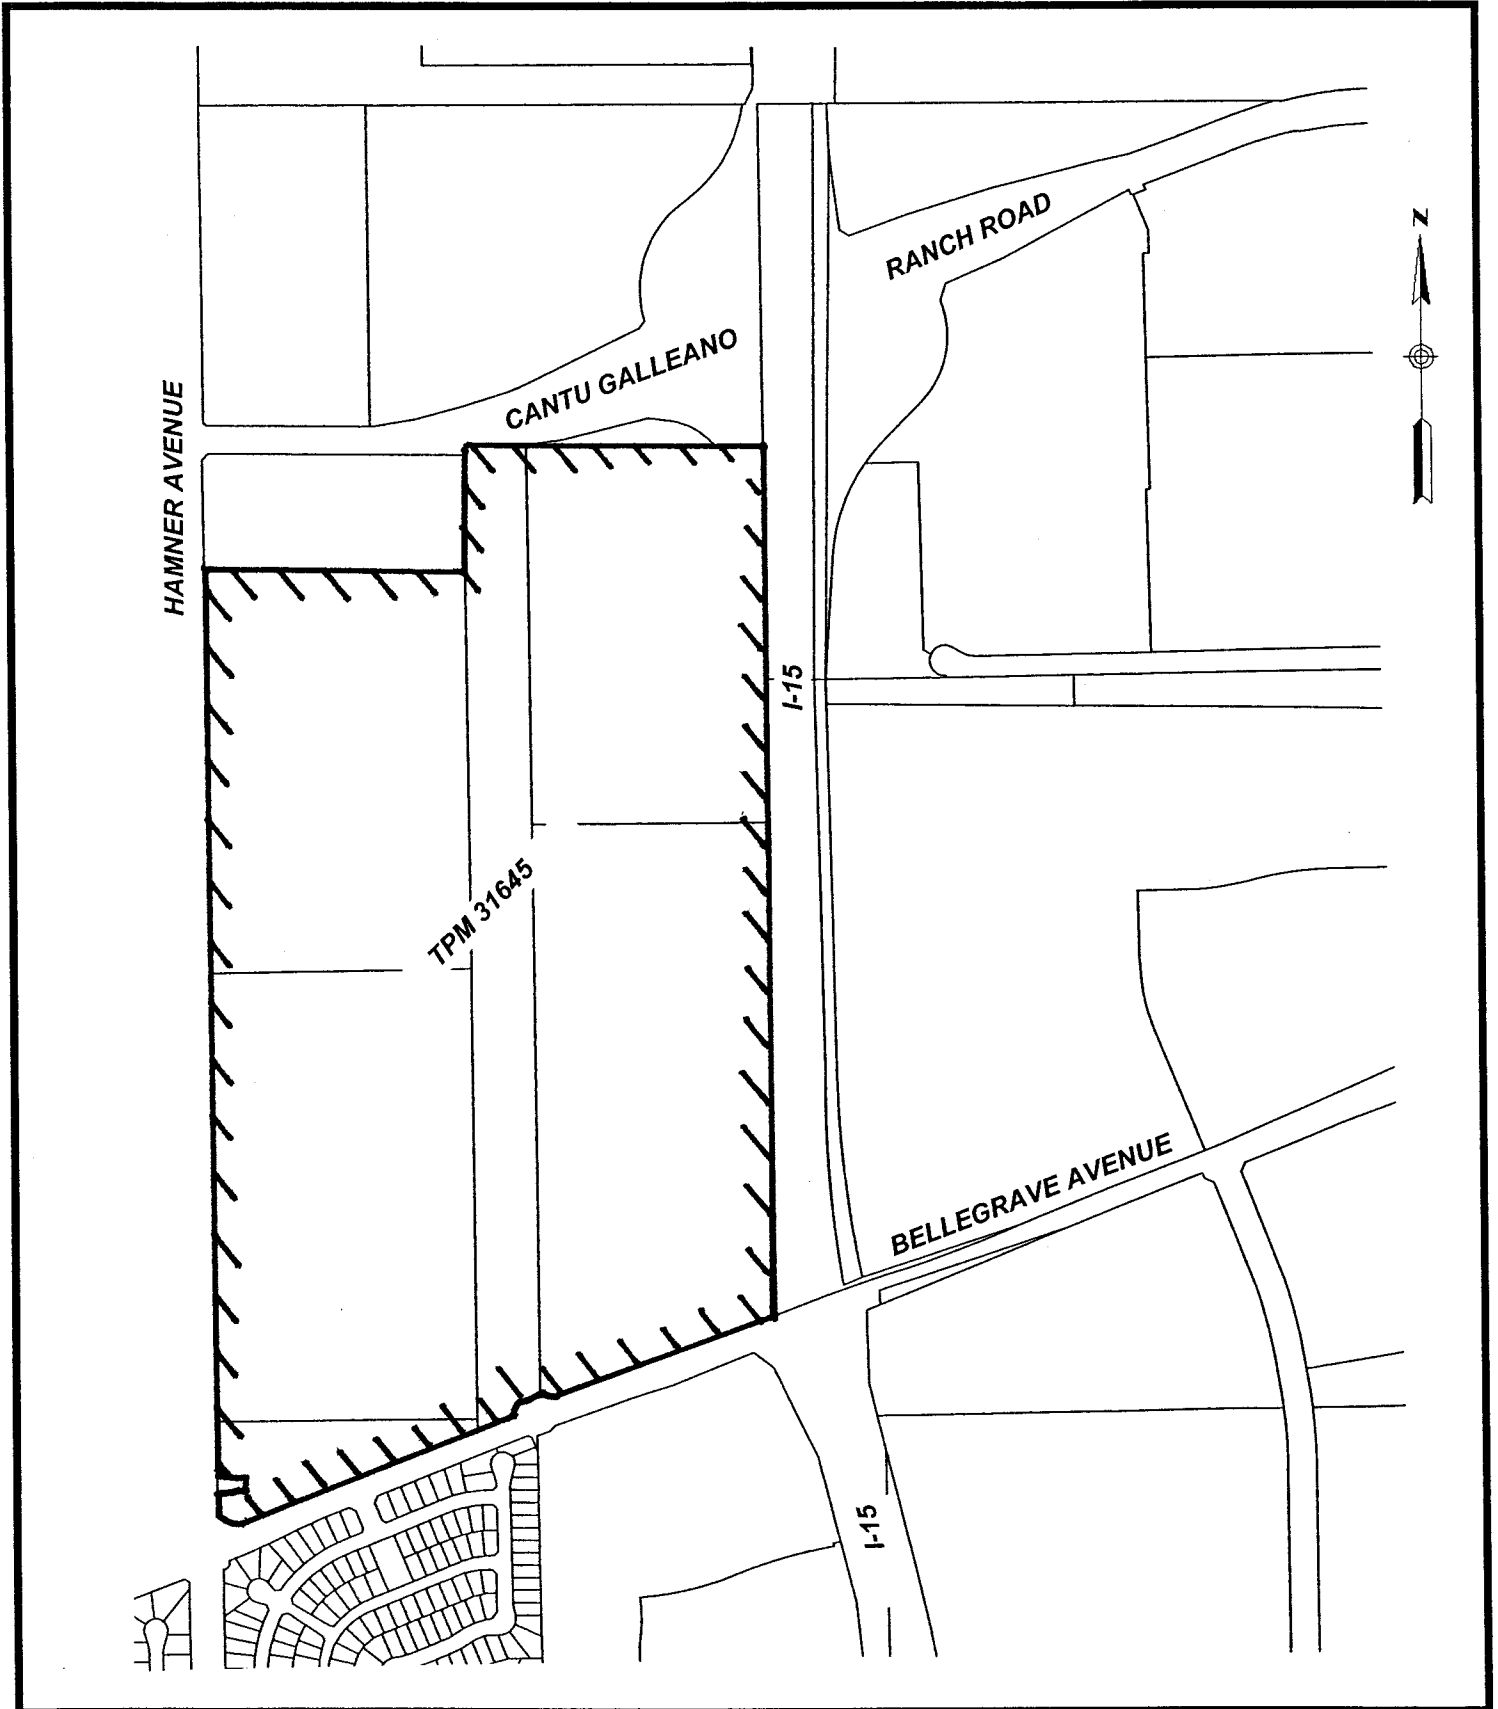 RANCH ROAD
N
CANTU GALLEANO
HAMNER AVENUE
I-15
TPM 31645
BELLEGRAVE AVENUE
I-15